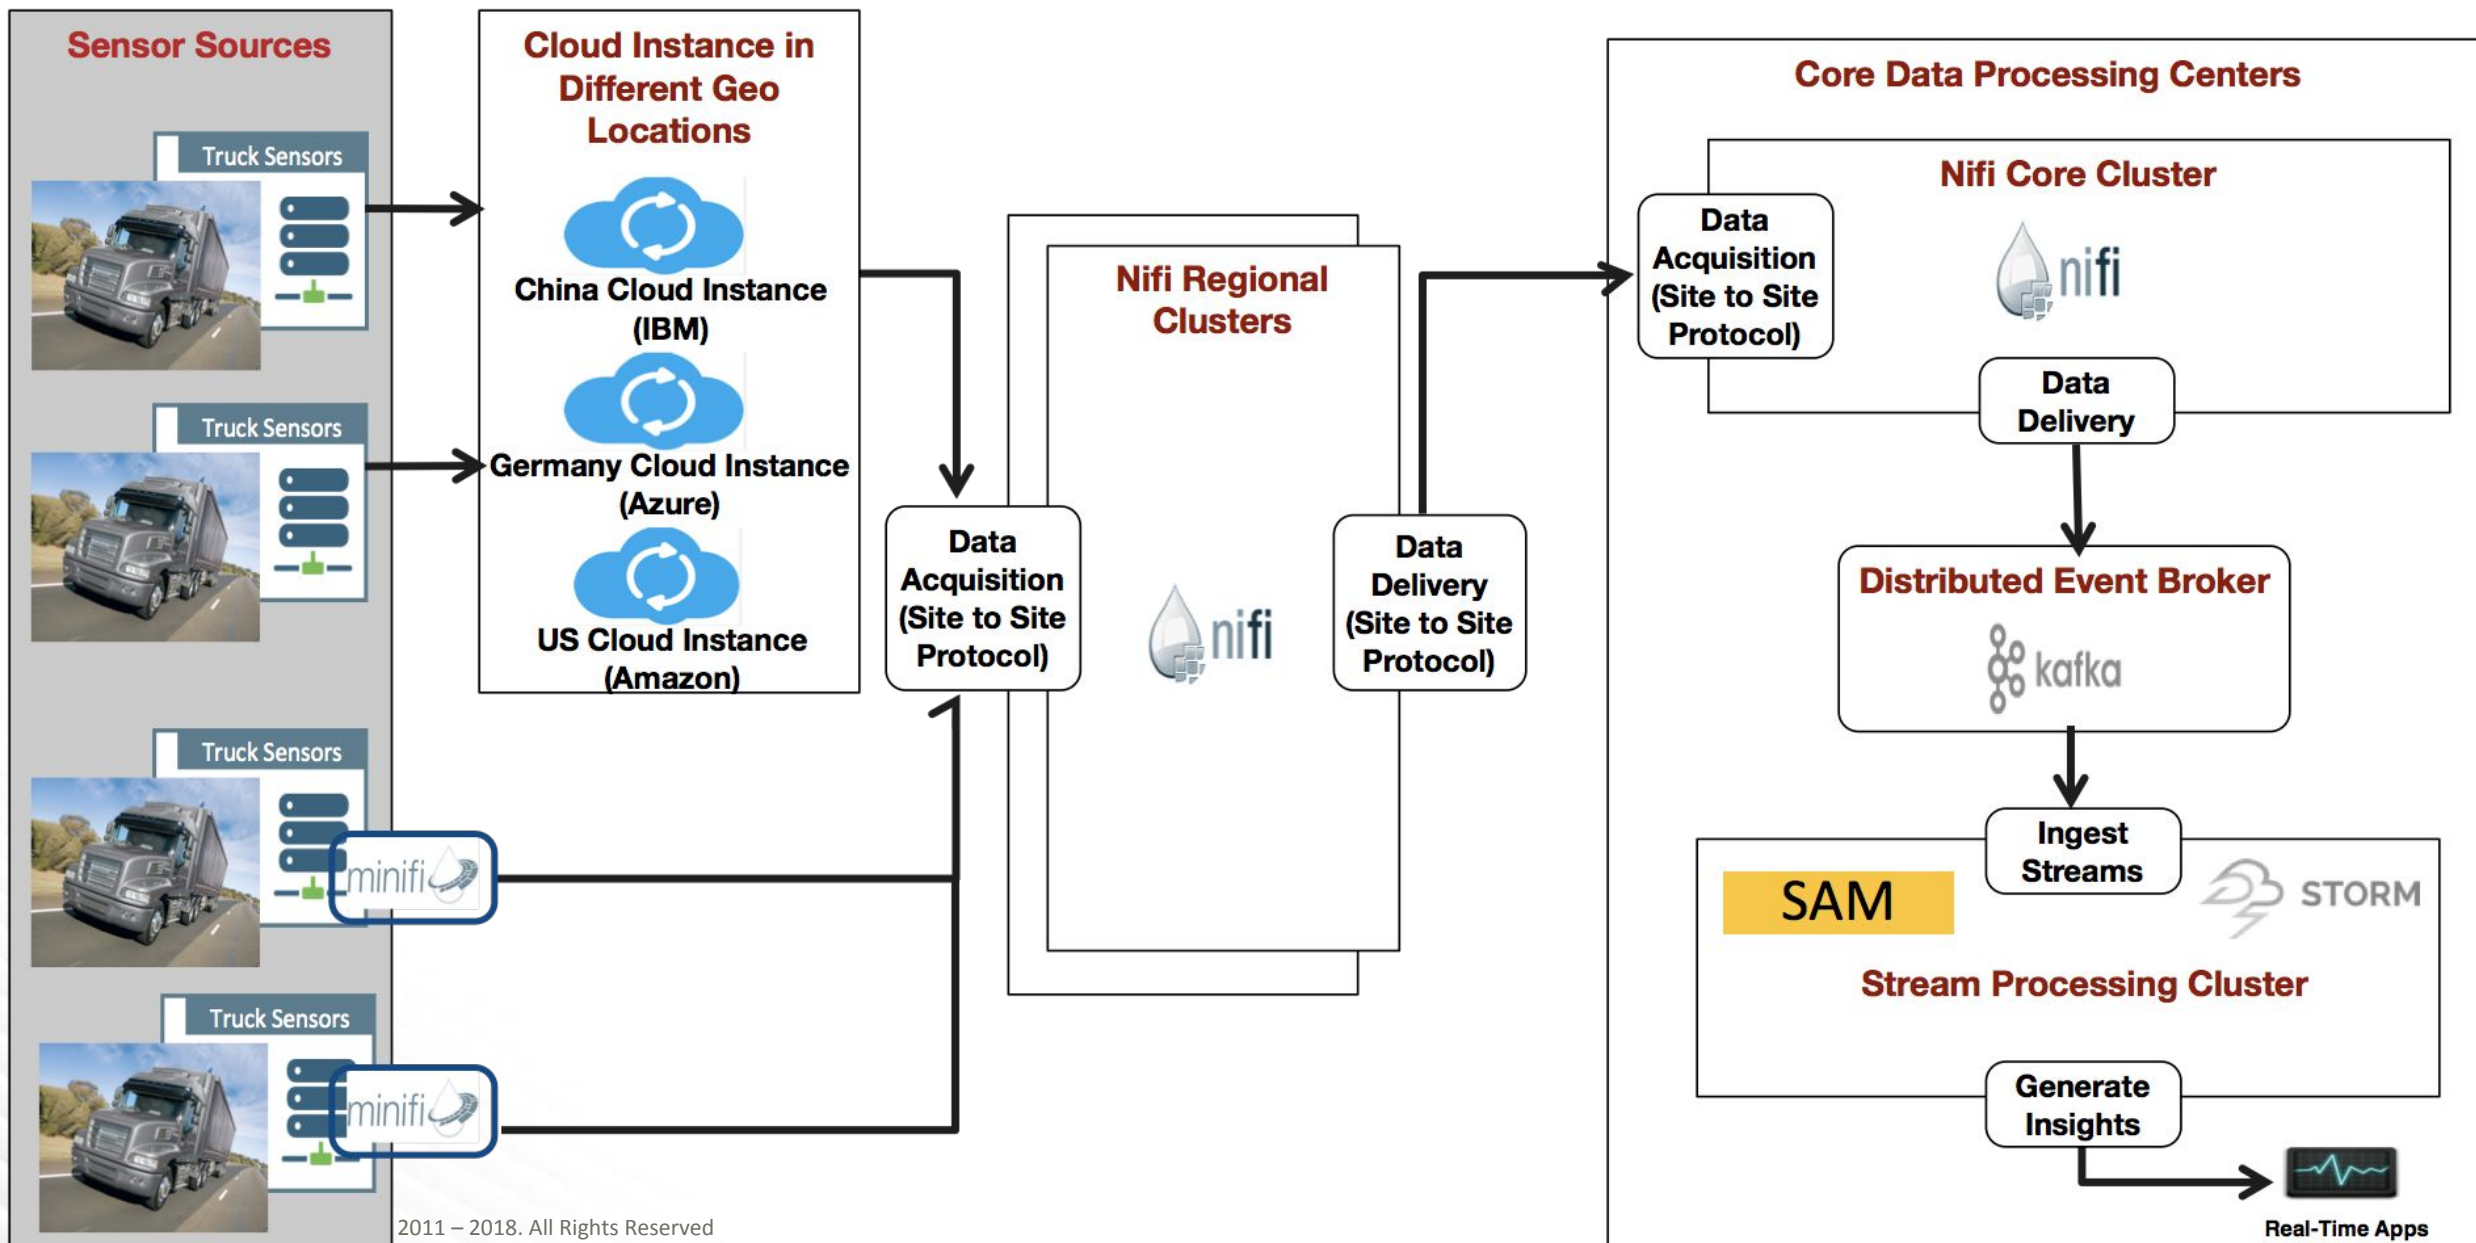 Sensor Sources
Truck Sensors
Truck Sensors
Truck Sensors
minifi
Truck Sensors
minifi
Cloud Instance in
Different Geo
Locations
China Cloud Instance
(IBM)
Germany Cloud Instance
(Azure)
US Cloud Instance
(Amazon)
Data
Acquisition
(Site to Site
Protocol)
Nifi Regional
Clusters
nifi
Data
Delivery
(Site to Site
Protocol)
Core Data Processing Centers
Nifi Core Cluster
Data
Acquisition
(Site to Site
Protocol)
nifi
Data
Delivery
Distributed Event Broker
kafka
Ingest
Streams
SAM
STORM
Stream Processing Cluster
Generate
Insights
Real-Time Apps
2011 – 2018. All Rights Reserved